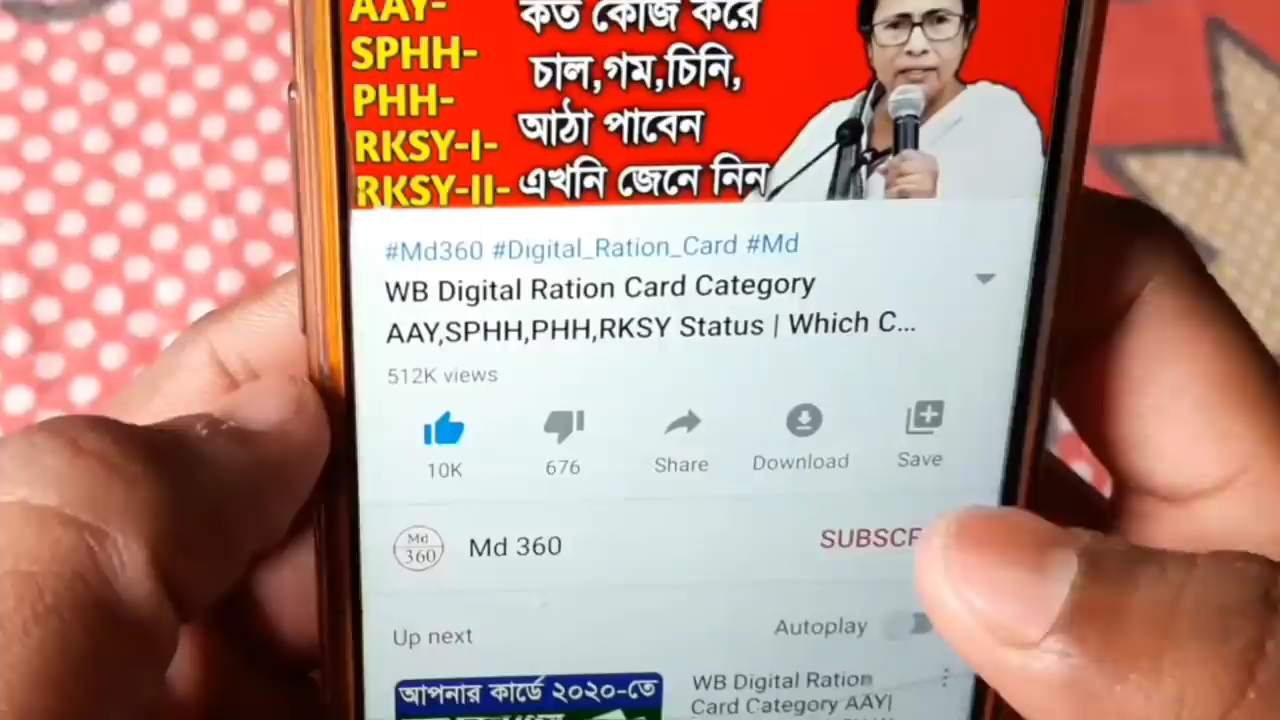 AAY-
SPHH-
PHH-
RKSY-I-
RKSY-II-
কত কেজি করে
চাল,গম,চিনি,
আঠা পাবেন
এখনি জেনে নিন
#Md360 #Digital_Ration_Card #Md
WB Digital Ration Card Category
AAY,SPHH,PHH,RKSY Status | Which C...
512K views
10K
676
Share
Download
Save
Md
360
Md 360
SUBSCR
Up next
Autoplay
আপনার কার্ডে ২০২০-তে
WB Digital Ration
Card Category AAY|